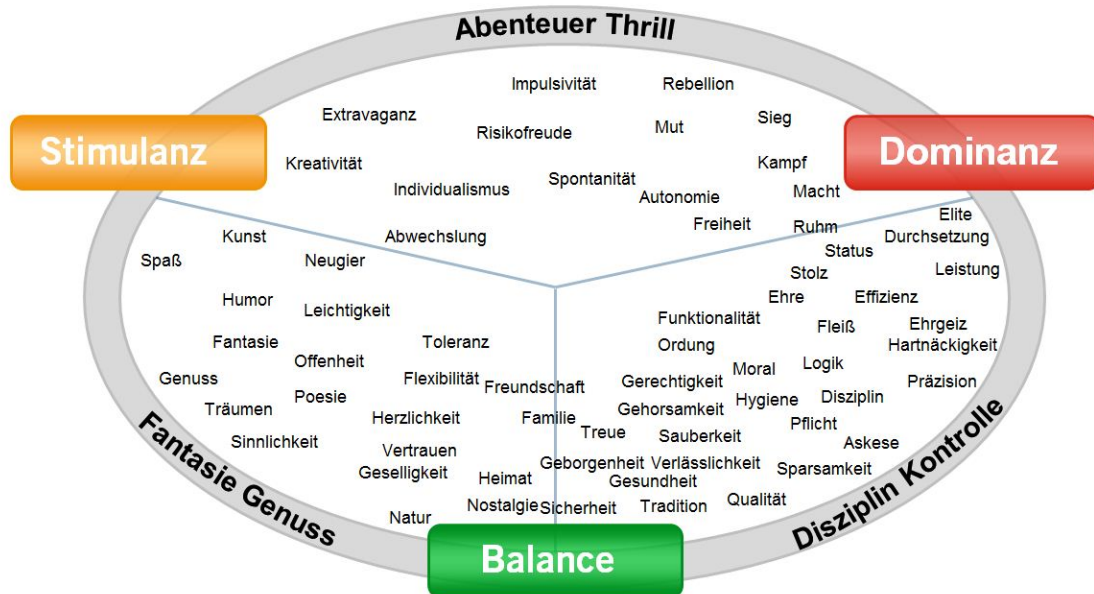 Abenteuer Thrill
Impulsivität
Rebellion
Extravaganz
Risikofreude
Mut
Sieg
Stimulanz
Dominanz
Kreativität
Kampf
Individualismus
Spontanität
Autonomie
Macht
Freiheit
Ruhm
Elite
Kunst
Abwechslung
Durchsetzung
Status
Spaß
Neugier
Stolz
Leistung
Humor
Leichtigkeit
Ehre
Effizienz
Funktionalität
Fleiß
Ehrgeiz
Fantasie
Toleranz
Ordung
Hartnäckigkeit
Offenheit
Moral
Logik
Genuss
Flexibilität
Freundschaft
Gerechtigkeit
Präzision
Poesie
Träumen
Herzlichkeit
Familie
Gehorsamkeit
Hygiene
Disziplin
Treue
Sauberkeit
Pflicht
Sinnlichkeit
Vertrauen
Askese
Geselligkeit
Heimat
Geborgenheit
Verlässlichkeit
Sparsamkeit
Gesundheit
Natur
Nostalgie
Sicherheit
Tradition
Qualität
Fantasie Genuss
Disziplin Kontrolle
Balance